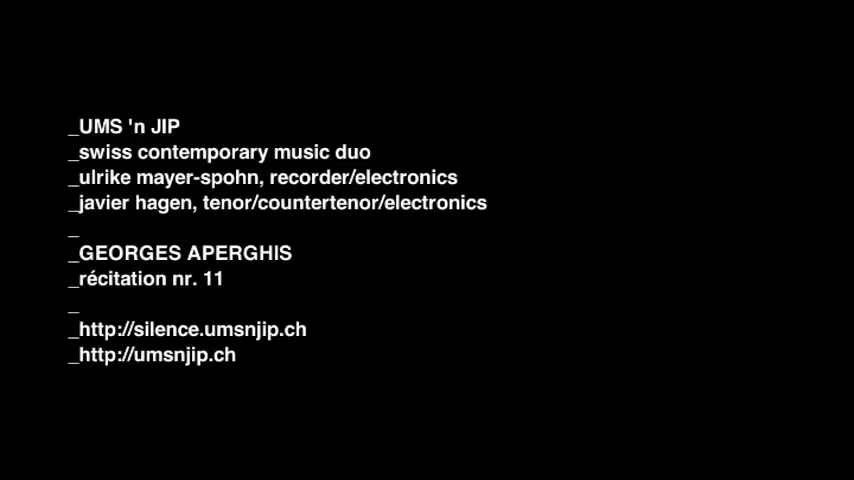 _UMS 'n JIP
_swiss contemporary music duo
_ulrike mayer-spohn, recorder/electronics
_javier hagen, tenor/countertenor/electronics
_
_GEORGES APERGHIS
_récitation nr. 11
_
_http://silence.umsnjip.ch
_http://umsnjip.ch